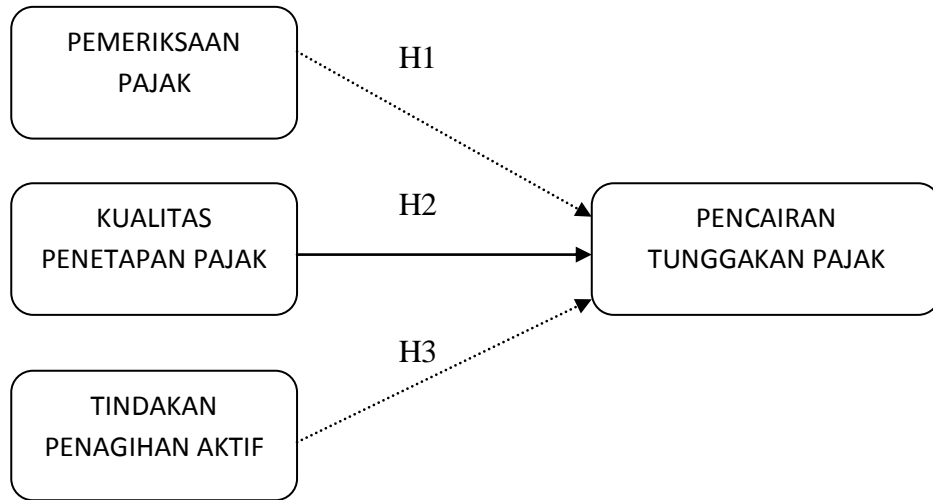 PEMERIKSAAN
PAJAK
H1
KUALITAS
PENETAPAN PAJAK
H2
PENCAIRAN
TUNGGAKAN PAJAK
H3
TINDAKAN
PENAGIHAN AKTIF